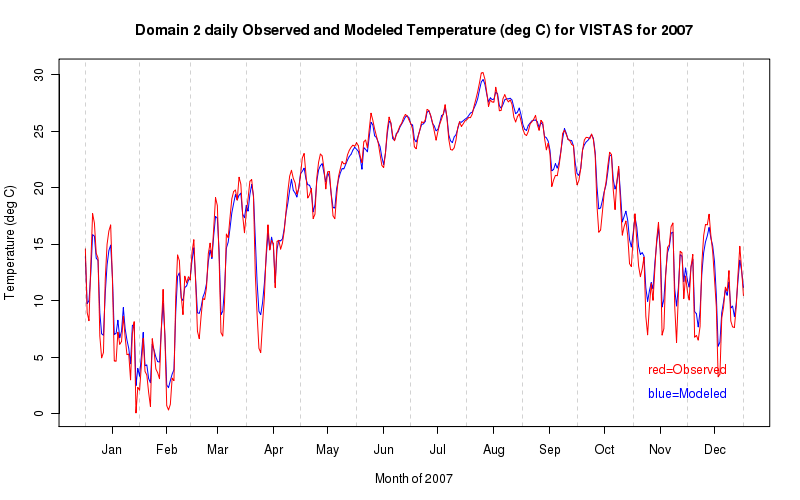 Domain 2 daily Observed and Modeled Temperature (deg C) for VISTAS for 2007
Temperature (deg C)
30
25
20
15
10
5
0
red=Observed
blue=Modeled
Jan Feb Mar Apr May Jun Jul Aug Sep Oct Nov Dec
Month of 2007